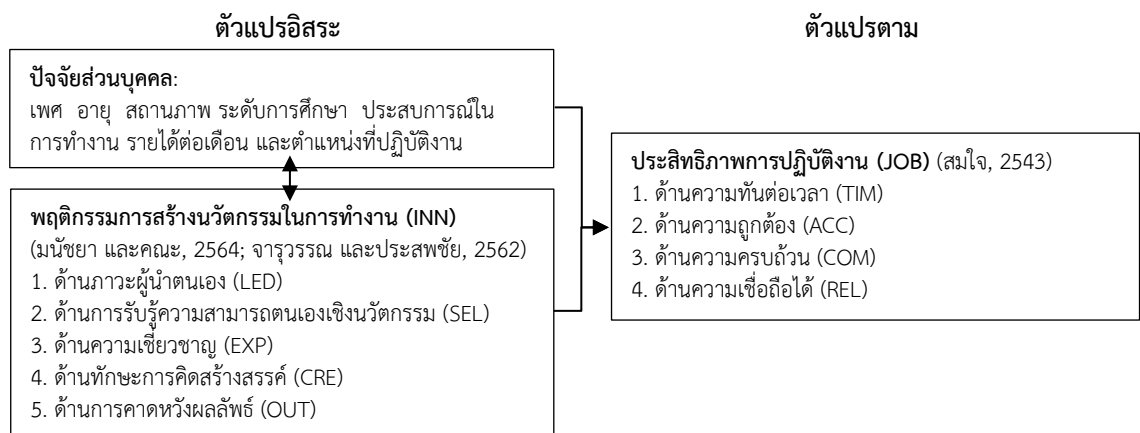 ตัวแปรอิสระ
ปัจจัยส่วนบุคคล:
เพศ อายุ สถานภาพ ระดับการศึกษา ประสบการณ์ใน
การทำงาน รายได้ต่อเดือน และตำแหน่งที่ปฏิบัติงาน
พฤติกรรมการสร้างนวัตกรรมในการทำงาน (INN)
(มนัชยา และคณะ, 2564; จารุวรรณ และประสพชัย, 2562)
1. ด้านภาวะผู้นำตนเอง (LED)
2. ด้านการรับรู้ความสามารถตนเองเชิงนวัตกรรม (SEL)
3. ด้านความเชี่ยวชาญ (EXP)
4. ด้านทักษะการคิดสร้างสรรค์ (CRE)
5. ด้านการคาดหวังผลลัพธ์ (OUT)
ตัวแปรตาม
ประสิทธิภาพการปฏิบัติงาน (JOB) (สมใจ, 2543)
1. ด้านความทันต่อเวลา (TIM)
2. ด้านความถูกต้อง (ACC)
3. ด้านความครบถ้วน (COM)
4. ด้านความเชื่อถือได้ (REL)